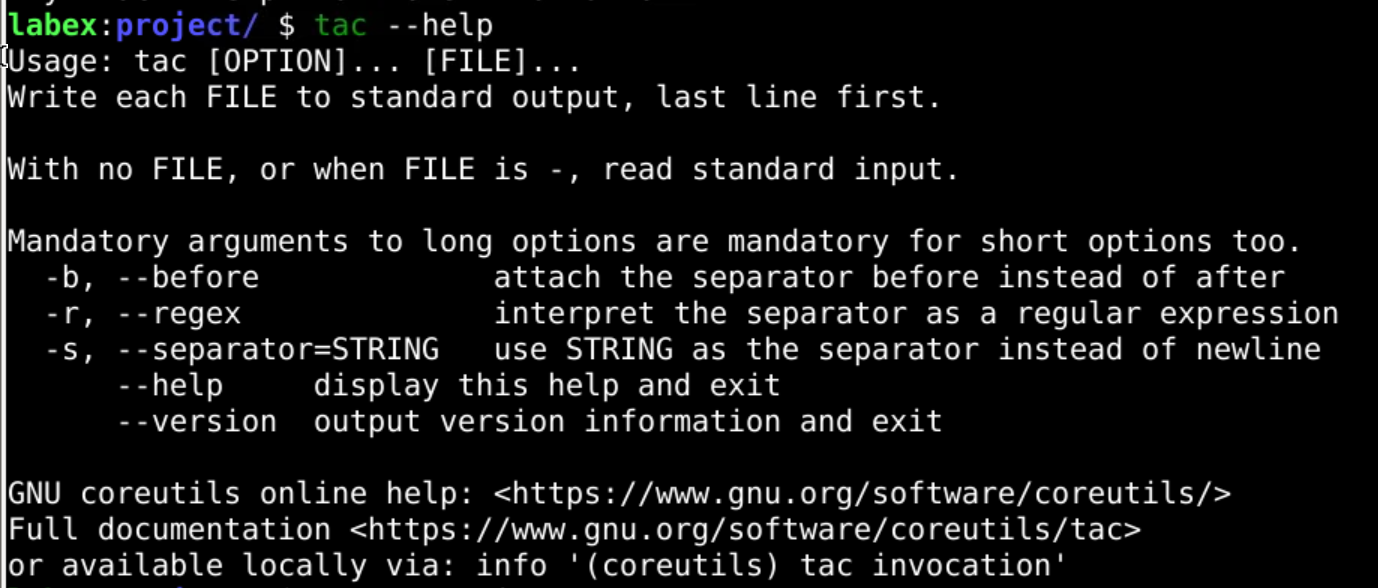 labex:project/ $ tac --help
Usage: tac [OPTION]... [FILE]...
Write each FILE to standard output, last line first.

With no FILE, or when FILE is -, read standard input.

Mandatory arguments to long options are mandatory for short options too.
  -b, --before             attach the separator before instead of after
  -r, --regex              interpret the separator as a regular expression
  -s, --separator=STRING   use STRING as the separator instead of newline
      --help     display this help and exit
      --version  output version information and exit

GNU coreutils online help: <https://www.gnu.org/software/coreutils/>
Full documentation <https://www.gnu.org/software/coreutils/tac>
or available locally via: info '(coreutils) tac invocation'